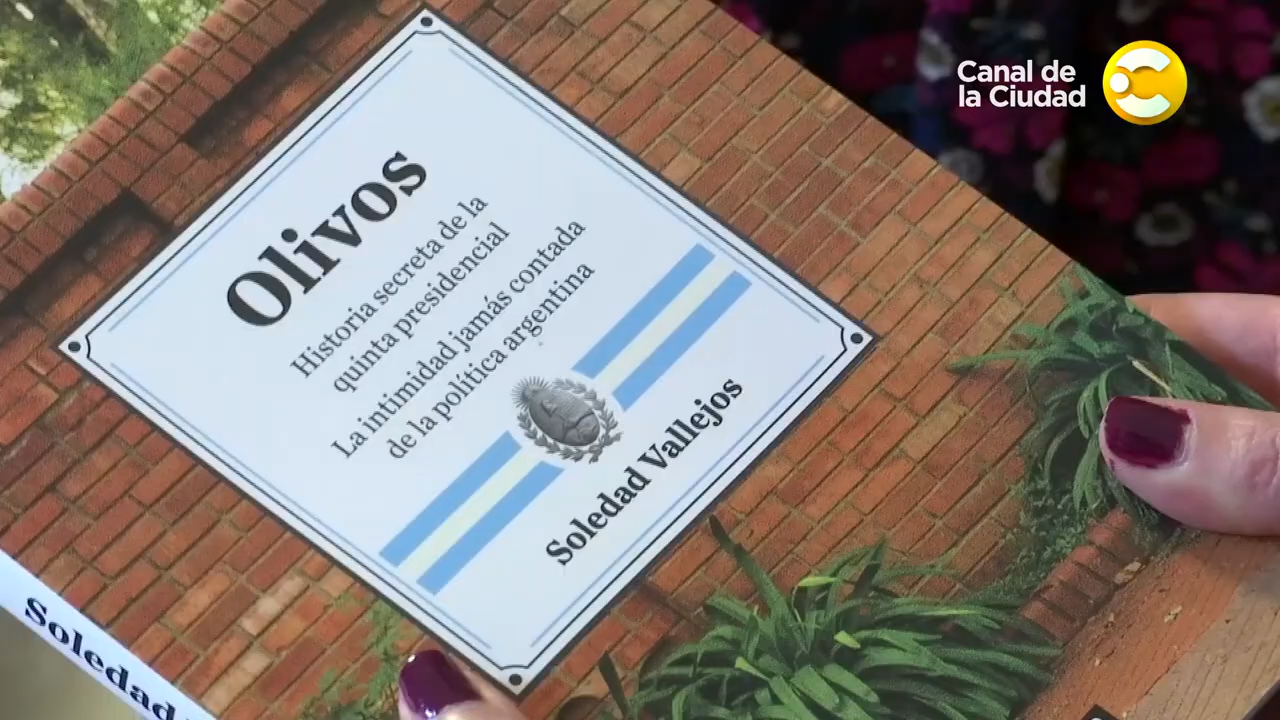 Canal de
la Ciudad
Olivos
Historia secreta de la
quinta presidencial
La intimidad jamás contada
de la política argentina
Soledad Vallejos
Soledad